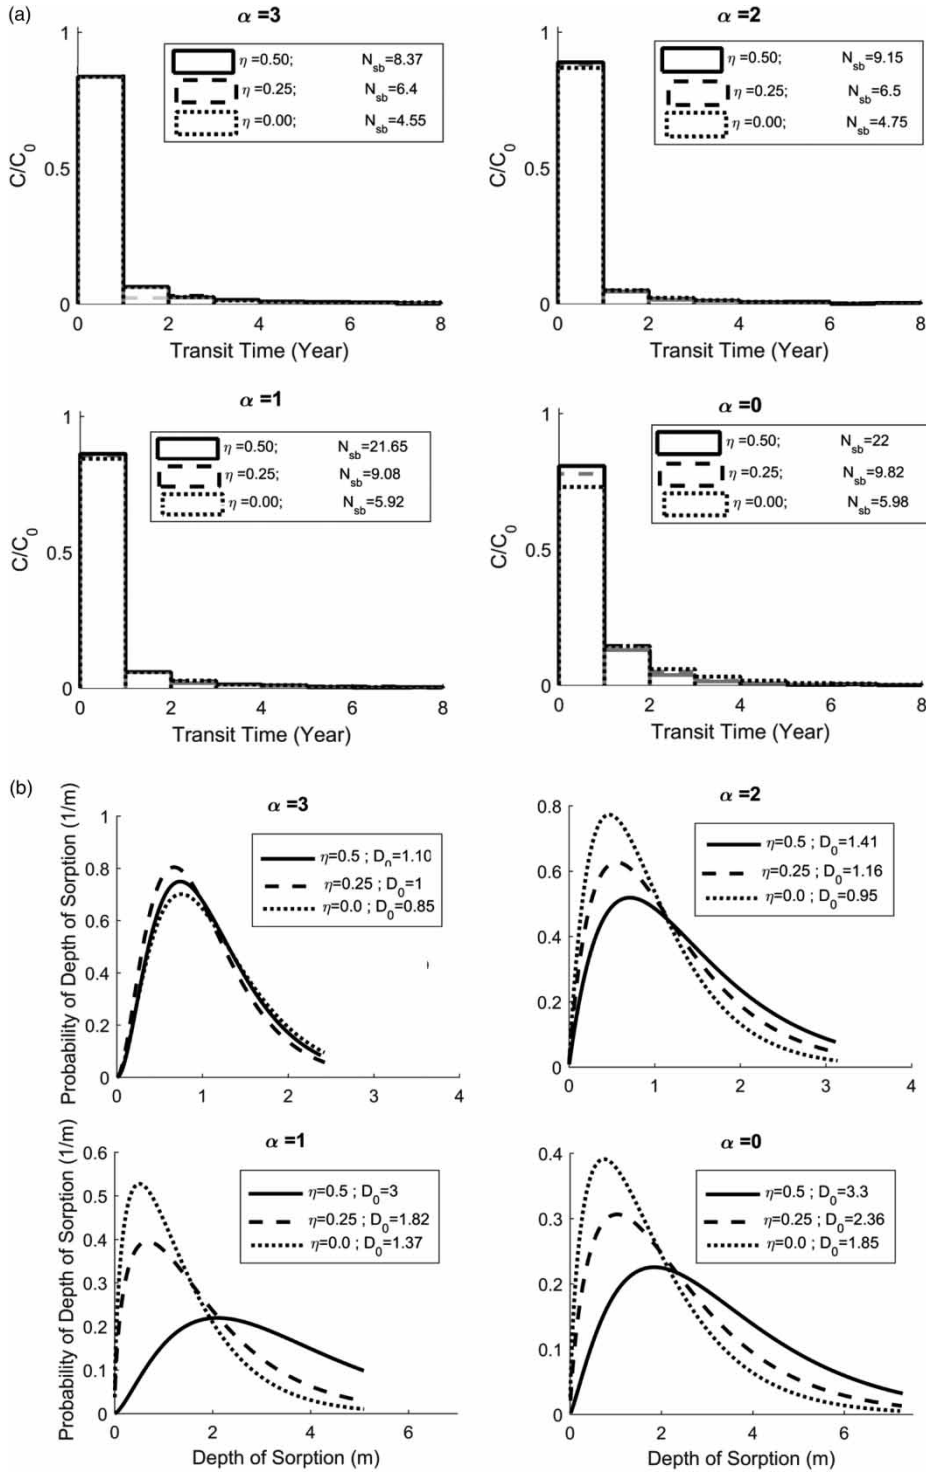 (a)
α =3
η =0.50; N_sb=8.37
η =0.25; N_sb=6.4
η =0.00; N_sb=4.55
1
0.5
0
C/C_0
0 2 4 6 8
Transit Time (Year)
α =2
η =0.50; N_sb=9.15
η =0.25; N_sb=6.5
η =0.00; N_sb=4.75
1
0.5
0
C/C_0
0 2 4 6 8
Transit Time (Year)
α =1
η =0.50; N_sb=21.65
η =0.25; N_sb=9.08
η =0.00; N_sb=5.92
1
0.5
0
C/C_0
0 2 4 6 8
Transit Time (Year)
α =0
η =0.50; N_sb=22
η =0.25; N_sb=9.82
η =0.00; N_sb=5.98
1
0.5
0
C/C_0
0 2 4 6 8
Transit Time (Year)
(b)
α =3
η=0.5 ; D_0=1.10
η=0.25 ; D_0=1
η=0.0 ; D_0=0.85
1
0.8
0.6
0.4
0.2
0
Probability of Depth of Sorption (1/m)
0 1 2 3 4
α =2
η=0.5 ; D_0=1.41
η=0.25 ; D_0=1.16
η=0.0 ; D_0=0.95
0.8
0.6
0.4
0.2
0
0 1 2 3 4
α =1
η=0.5 ; D_0=3
η=0.25 ; D_0=1.82
η=0.0 ; D_0=1.37
0.6
0.5
0.4
0.3
0.2
0.1
0
Probability of Depth of Sorption (1/m)
0 2 4 6
Depth of Sorption (m)
α =0
η=0.5 ; D_0=3.3
η=0.25 ; D_0=2.36
η=0.0 ; D_0=1.85
0.4
0.3
0.2
0.1
0
0 2 4 6
Depth of Sorption (m)